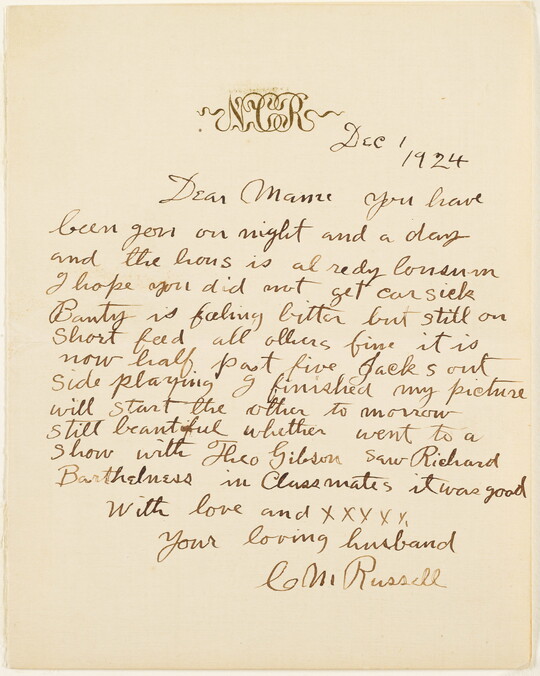 NCR
Dec 1
1924
Dear Mame you have
been gon on night and a day
and the hous is al redy lonsum
I hope you did not get car sick
Banty is feeling bitter but still on
short feed all others fine it is
now half past five Jack s out
side playing I finished my picture
will start the other to morrow
still beautiful whether went to a
show with Theo Gibson saw Richard
Barthelness in Classmates it was good
With love and XXXXX
Your loving husband
C M Russell